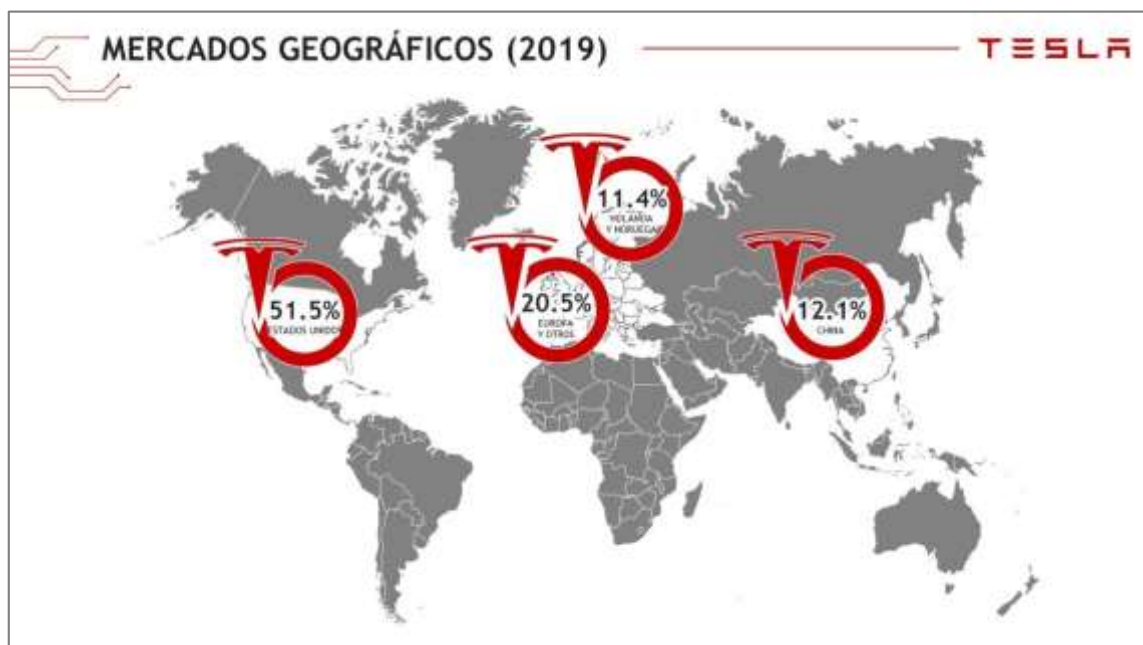 MERCADOS GEOGRÁFICOS (2019)
TESLA
11.4%
HOLANDA
Y NORUEGA
51.5%
ESTADOS UNIDOS
20.5%
EUROPA
Y OTROS
12.1%
CHINA